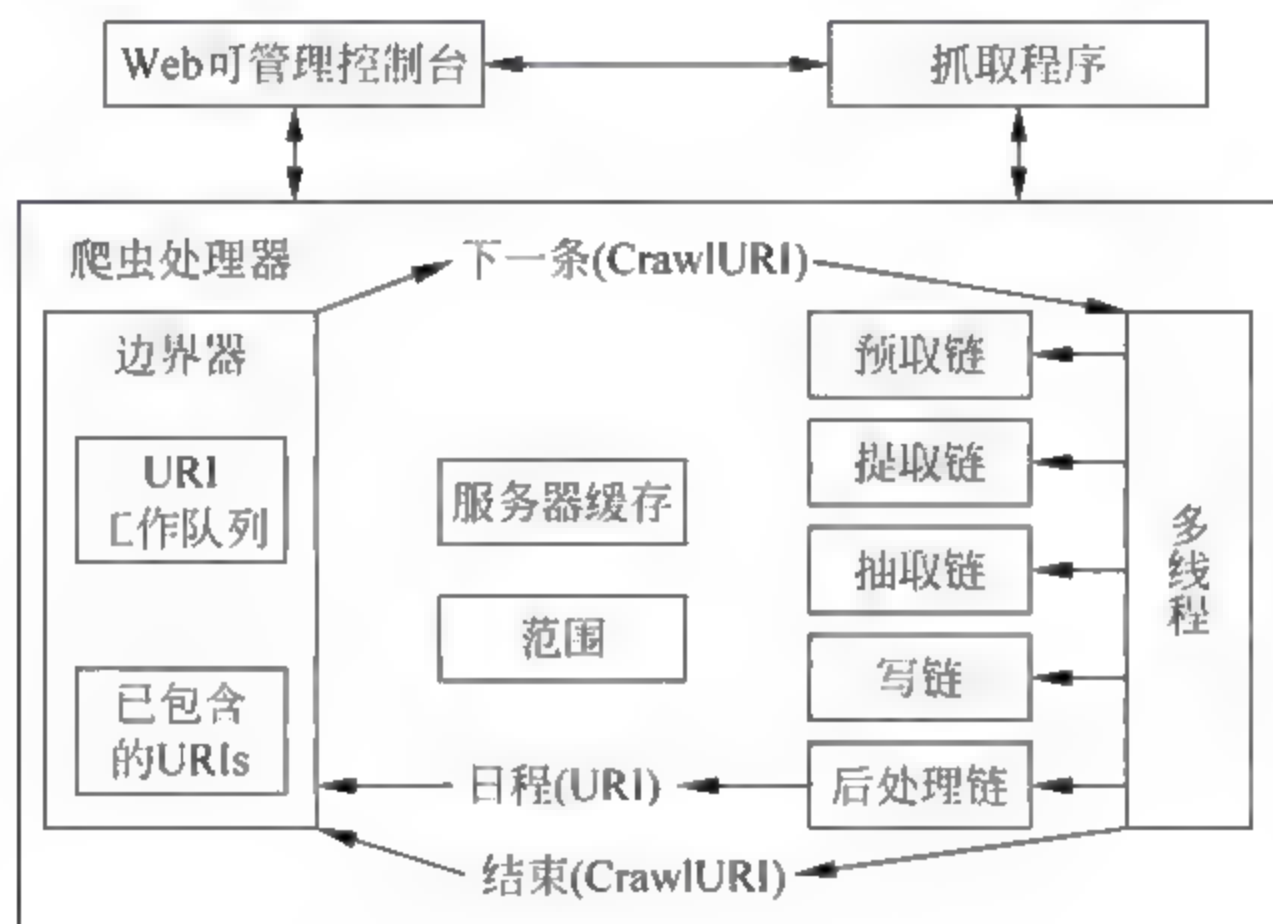 Web可管理控制台
抓取程序
爬虫处理器
下一条(CrawlURI)
边界器
URI
工作队列
已包含
的URIs
服务器缓存
范围
预取链
提取链
抽取链
写链
后处理链
多线程
日程(URI)
结束(CrawlURI)